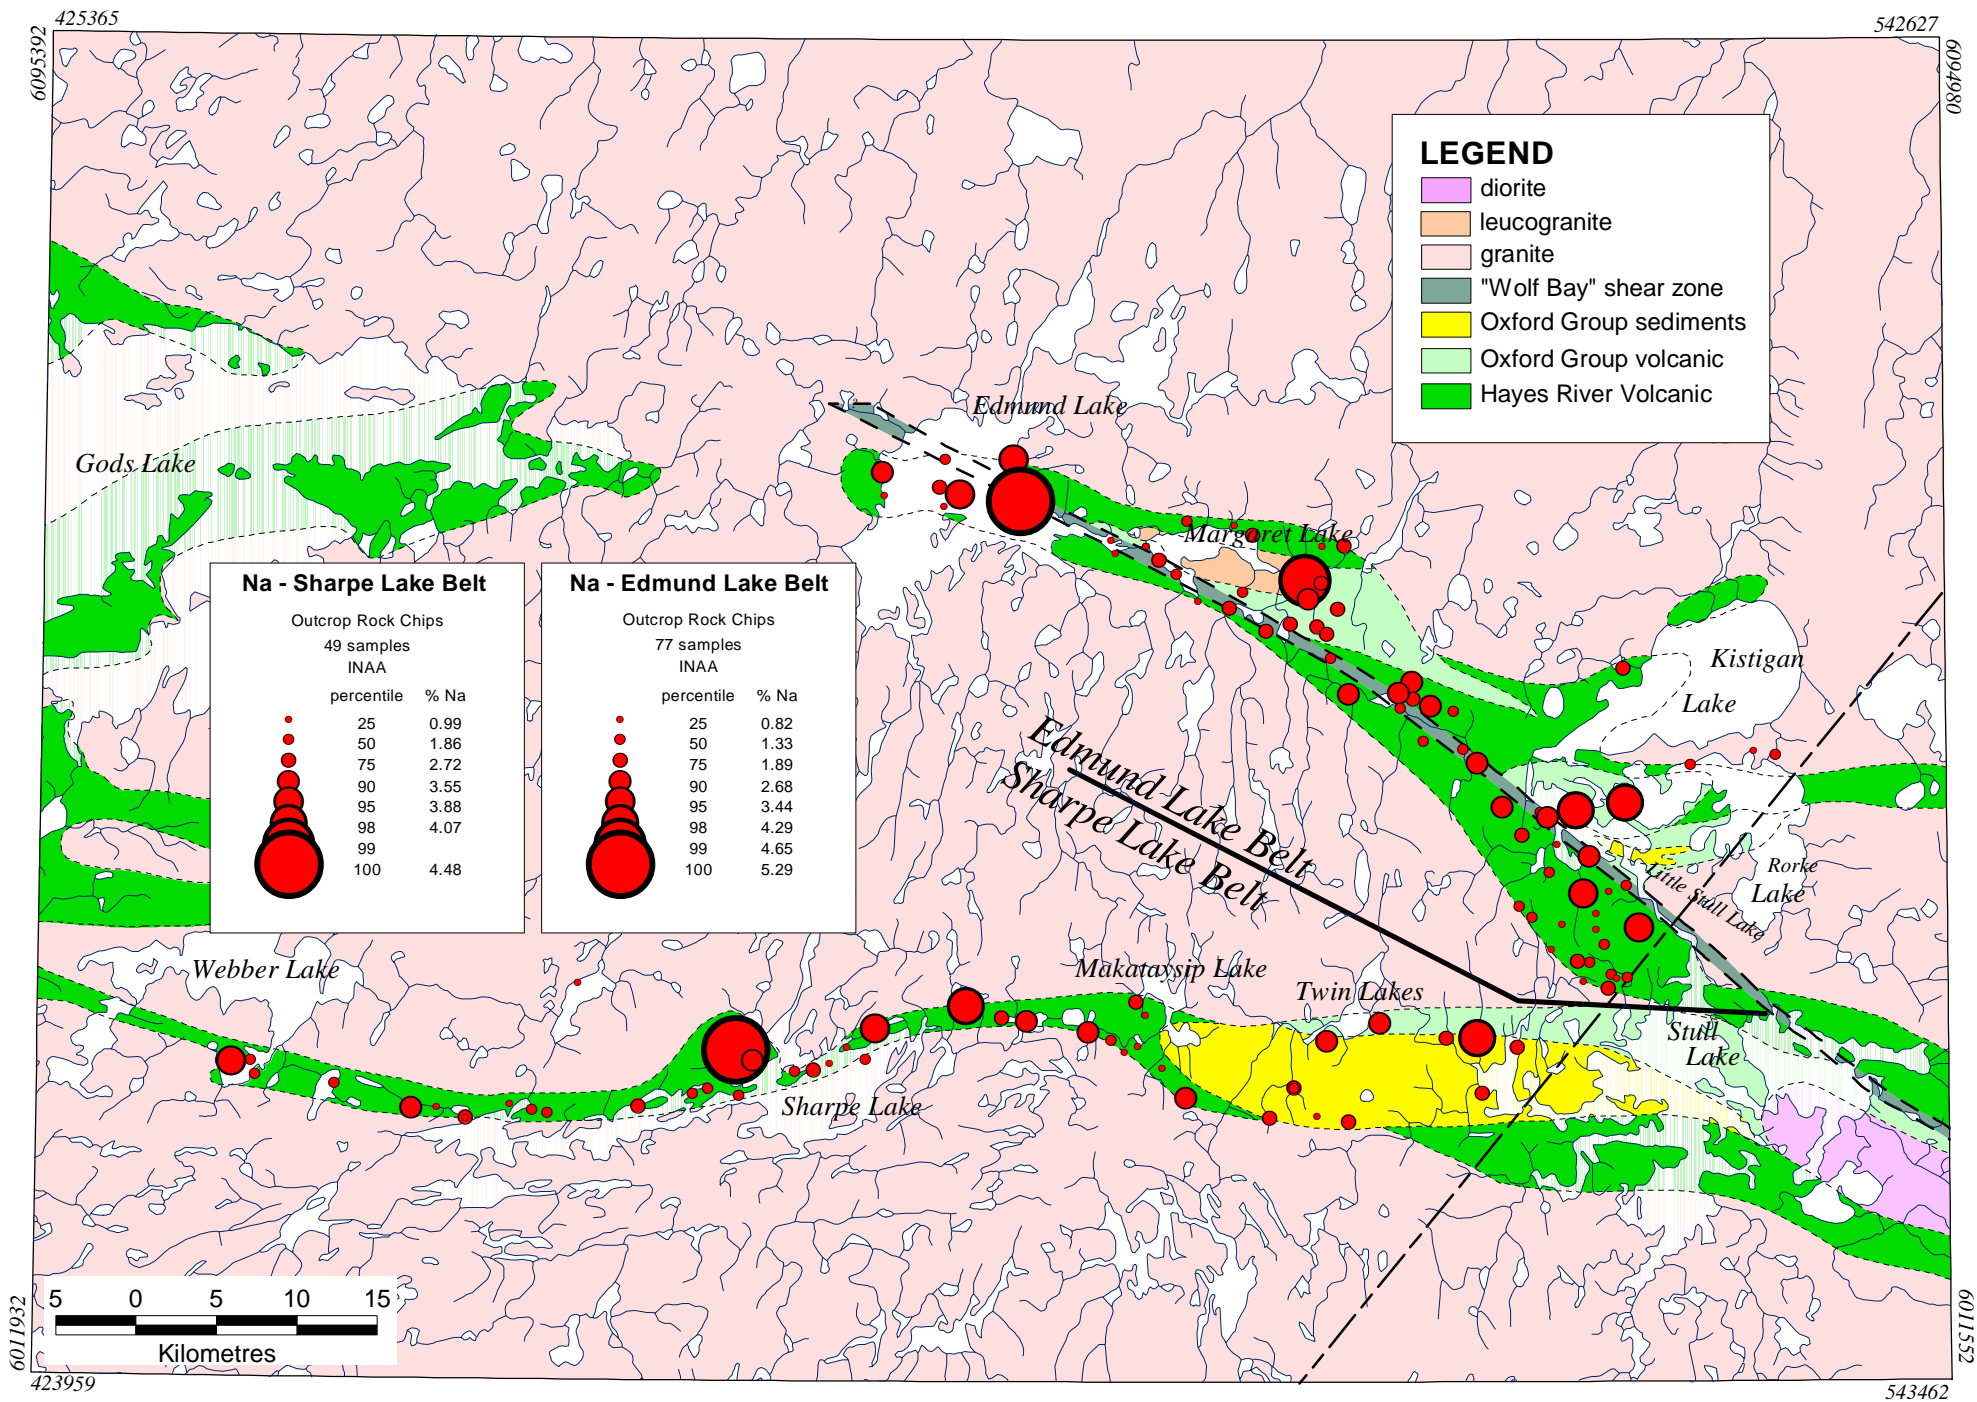 425365
542627
6095392
6094980
LEGEND
diorite
leucogranite
granite
"Wolf Bay" shear zone
Oxford Group sediments
Oxford Group volcanic
Hayes River Volcanic
Edmund Lake
Gods Lake
Margaret Lake
Kistigan
Lake
Na - Sharpe Lake Belt
Outcrop Rock Chips
49 samples
INAA
percentile % Na
25 0.99
50 1.86
75 2.72
90 3.55
95 3.88
98 4.07
99
100 4.48
Na - Edmund Lake Belt
Outcrop Rock Chips
77 samples
INAA
percentile % Na
25 0.82
50 1.33
75 1.89
90 2.68
95 3.44
98 4.29
99 4.65
100 5.29
Edmund Lake Belt
Sharpe Lake Belt
Rorke
Lake
Little Stull Lake
Webber Lake
Makataysip Lake
Twin Lakes
Stull
Lake
Sharpe Lake
5 0 5 10 15
Kilometres
6011932
6011552
423959
543462